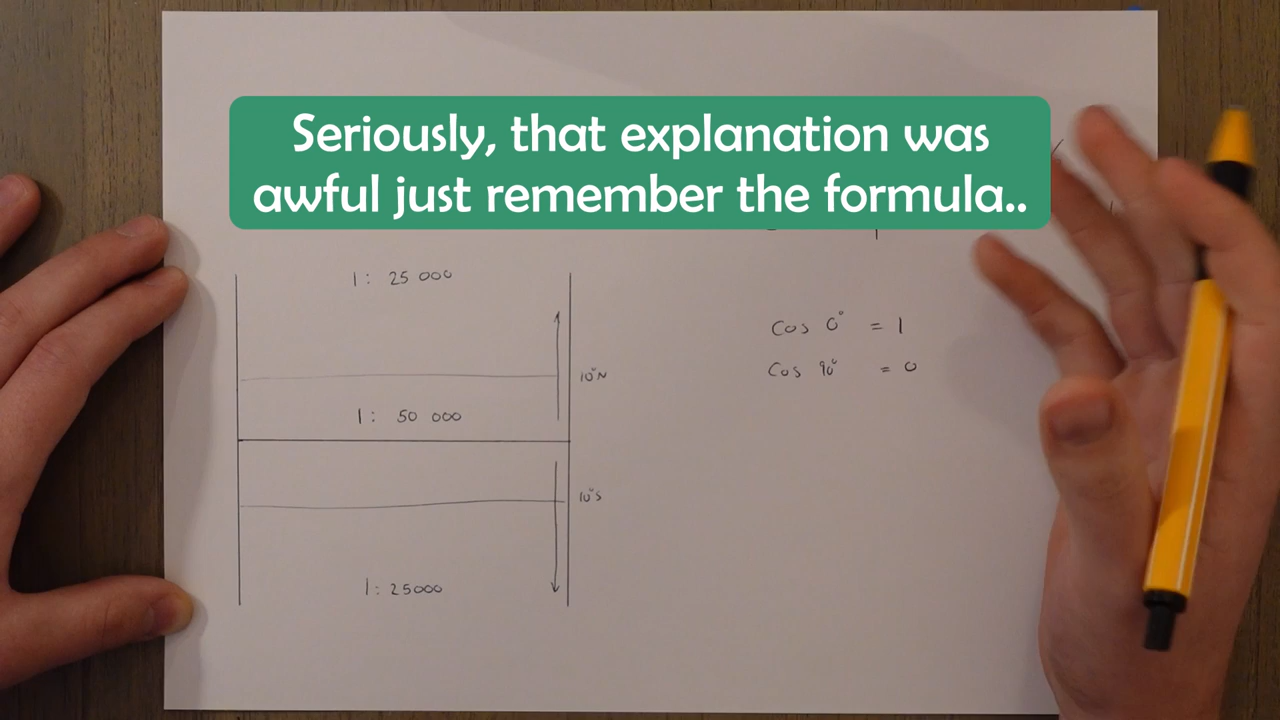 Seriously, that explanation was
awful just remember the formula..
1: 25 000
Cos 0° = 1
Cos 90° = 0
10°N
1: 50 000
10°S
1: 25000